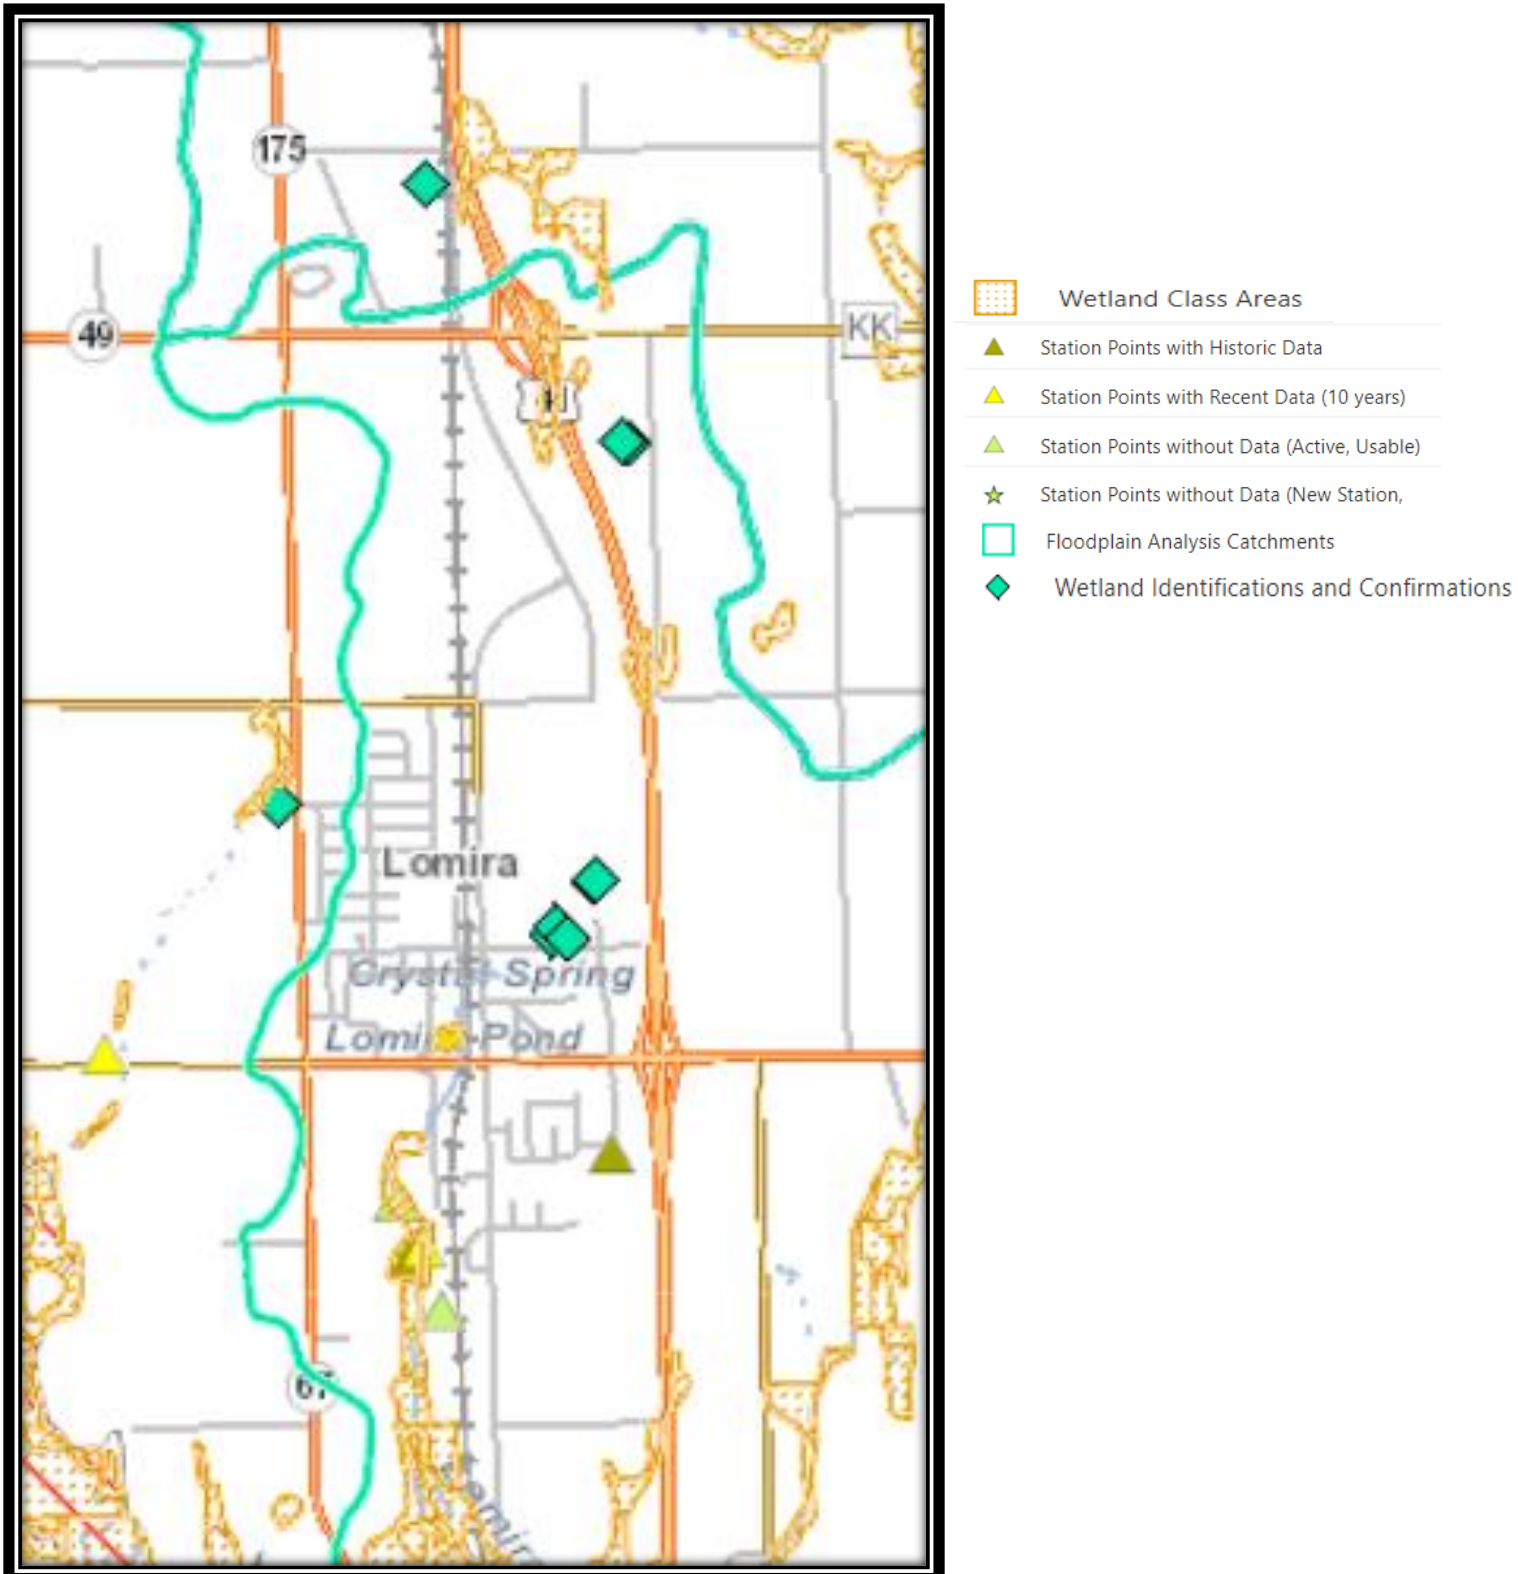 175
49
KK
41
Lomira
Crystal Spring
Lomira Pond
67
Wetland Class Areas
Station Points with Historic Data
Station Points with Recent Data (10 years)
Station Points without Data (Active, Usable)
Station Points without Data (New Station,
Floodplain Analysis Catchments
Wetland Identifications and Confirmations